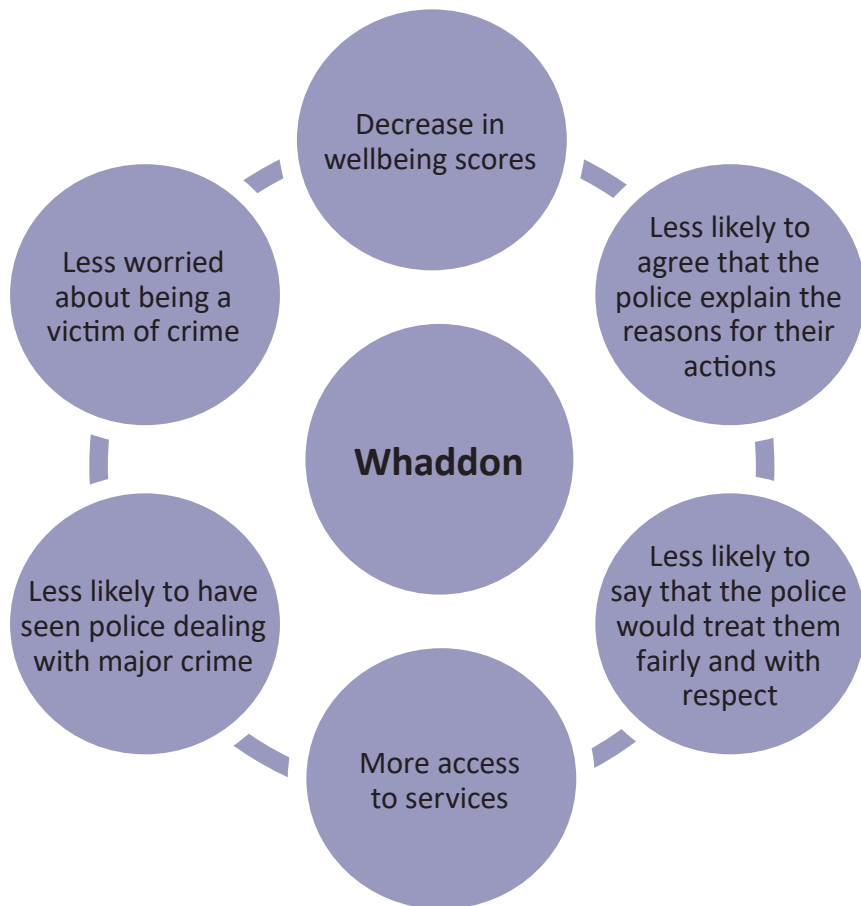 Decrease in
wellbeing scores
Less likely to
agree that the
police explain the
reasons for their
actions
Less likely to
say that the police
would treat them
fairly and with
respect
More access
to services
Less likely to have
seen police dealing
with major crime
Less worried
about being a
victim of crime
Whaddon